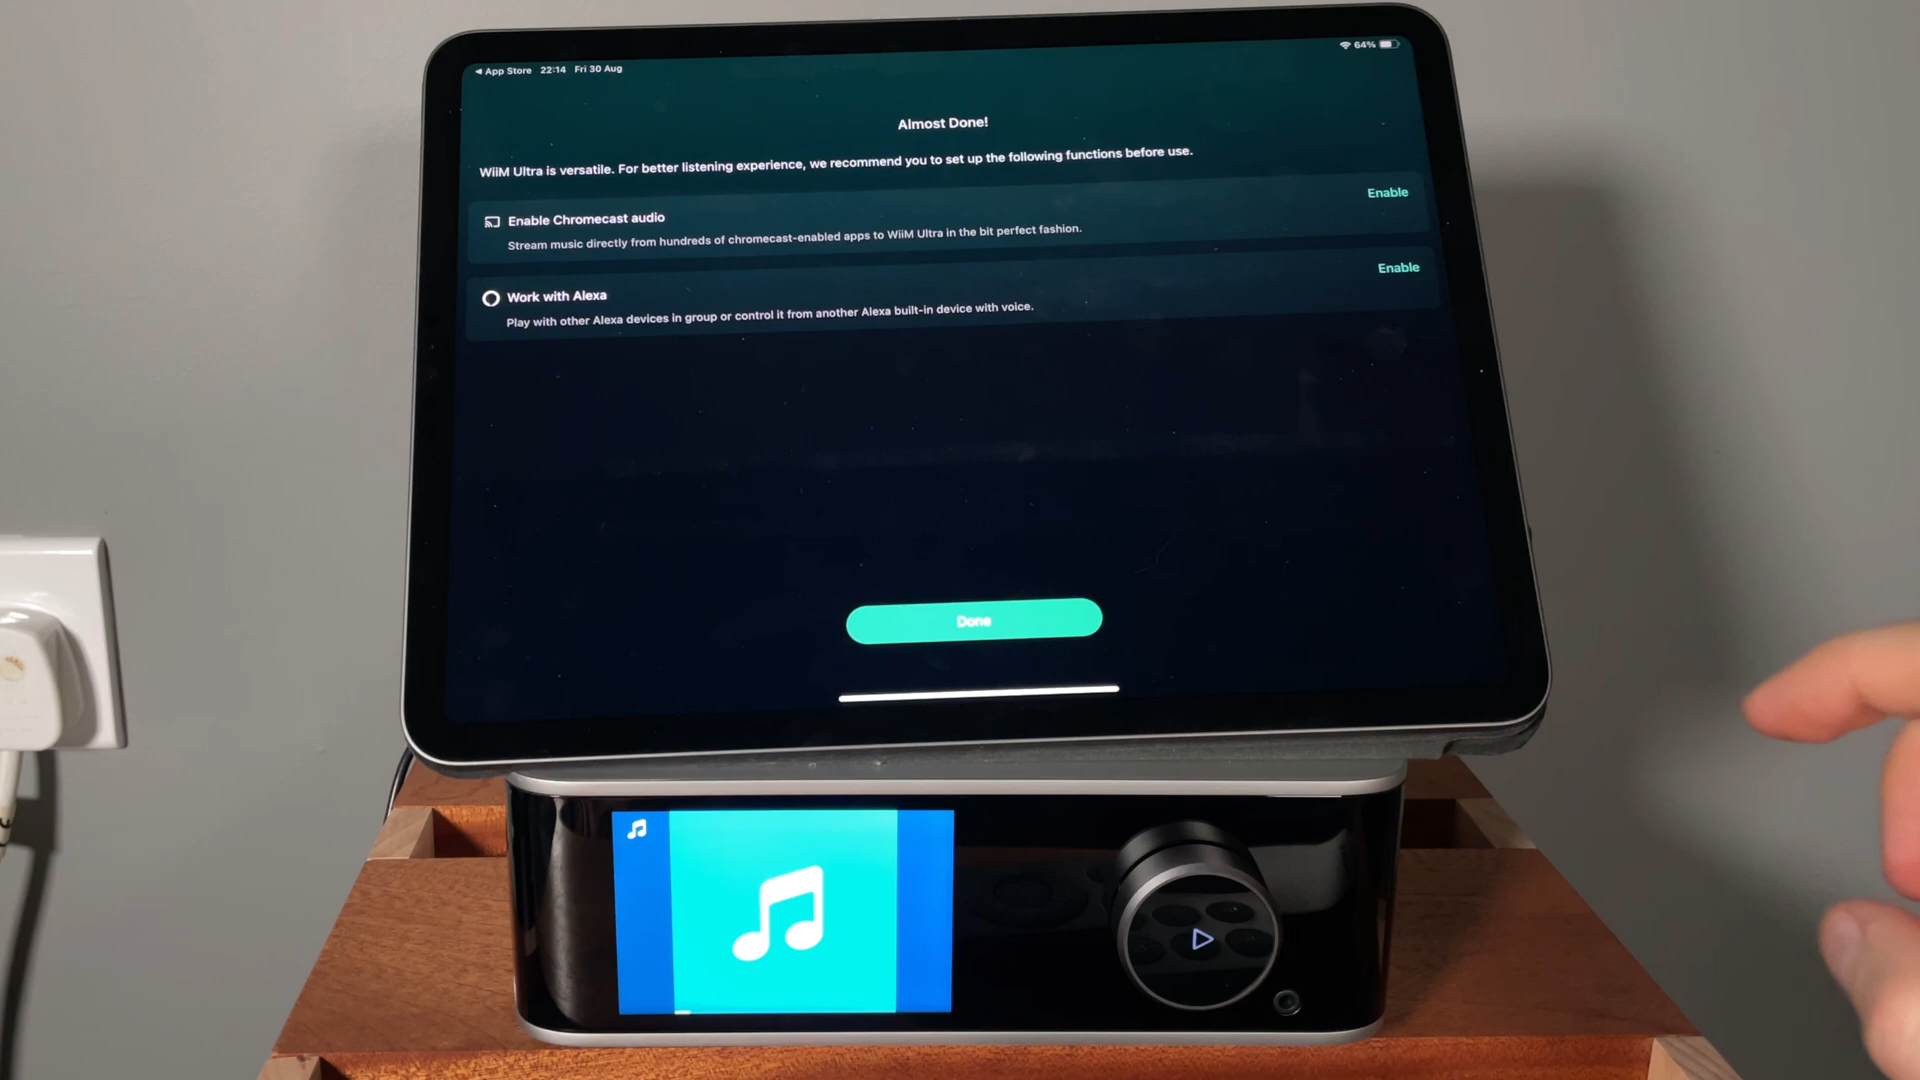 App Store 22:14 Fri 30 Aug
64%
Almost Done!
WiiM Ultra is versatile. For better listening experience, we recommend you to set up the following functions before use.
Enable Chromecast audio
Enable
Stream music directly from hundreds of chromecast-enabled apps to WiiM Ultra in the bit perfect fashion.
Work with Alexa
Enable
Play with other Alexa devices in group or control it from another Alexa built-in device with voice.
Done